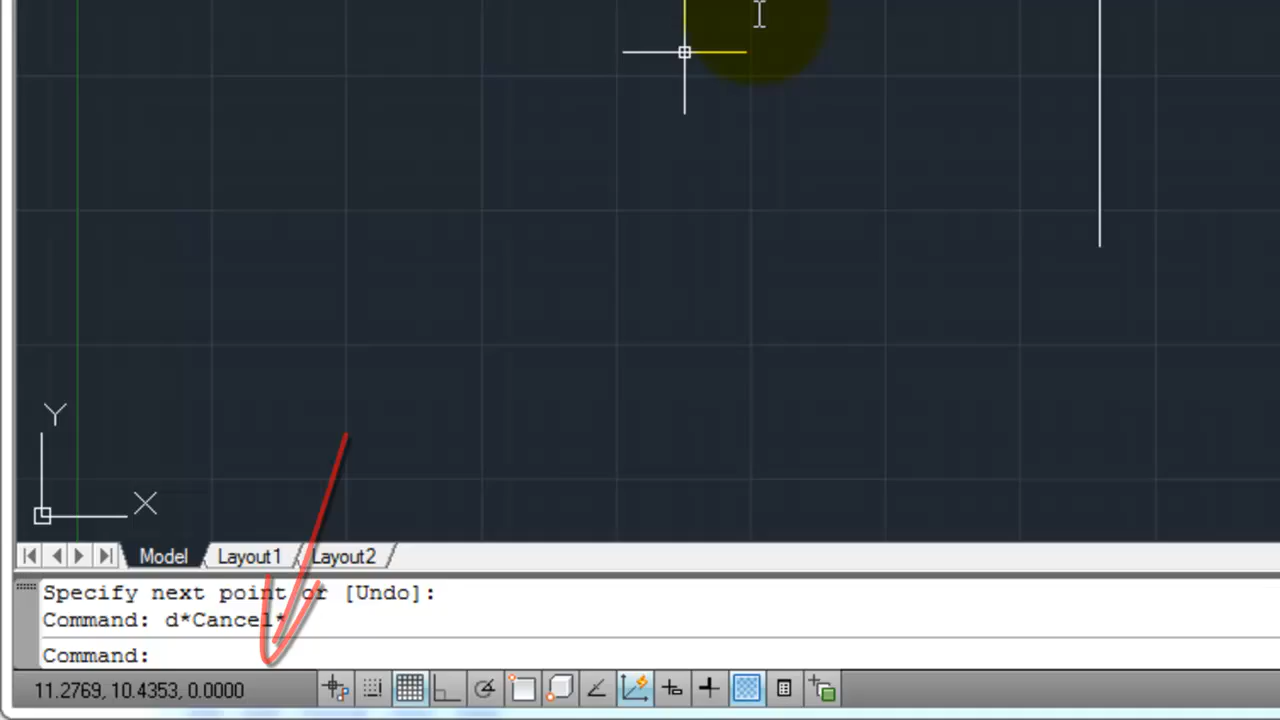 Y
X
Model Layout1 Layout2
Specify next point or [Undo]:
Command: d*Cancel*
Command:
11.2769, 10.4353, 0.0000